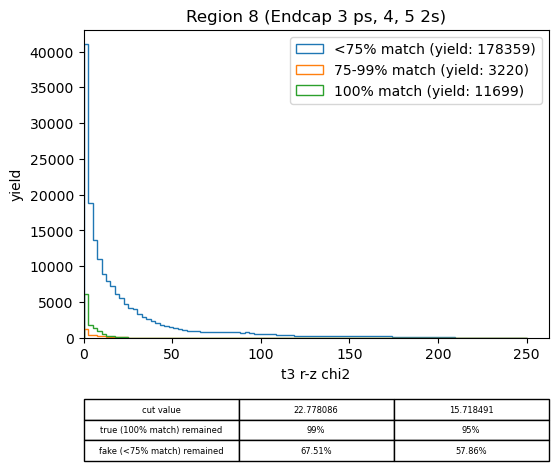 Region 8 (Endcap 3 ps, 4, 5 2s)
<75% match (yield: 178359)
75-99% match (yield: 3220)
100% match (yield: 11699)
yield
40000
35000
30000
25000
20000
15000
10000
5000
0
0 50 100 150 200 250
t3 r-z chi2
cut value 22.778086 15.718491
true (100% match) remained 99% 95%
fake (<75% match) remained 67.51% 57.86%